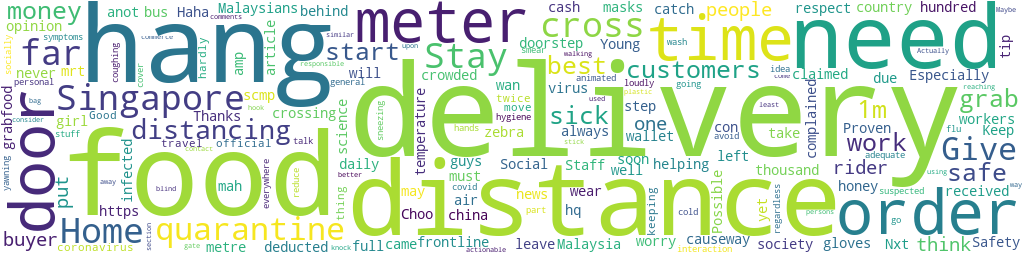 money
anot
bus
Haha
Malaysians
behind
hang
meter
cross
cash
masks
catch
people
time
need
respect
country
hundred
Maybe
opinion
symptoms
coughing
similar
comments
upon
smear
walking
wash
Actually
socially
far
never
mrt
hardly
amp
article
start
Stay
doorstep
Young
best
customers
idea
claimed
due
Especially
tip
personal
cover
will
crowded
animated
loudly
virus
reaching
grabfood
bag
Singapore
scmp
hook
responsible
general
wan
twice
used
plastic
going
least
grab
consider
Good
Thanks
crossing
delivery
move
hygiene
step
sick
1m
workers
door
girl
stuff
distancing
science
temperature
zebra
hands
always
wallet
one
con
take
complained
Proven
flu
Keep
yawning
put
infected
travel
official
talk
everywhere
sneezing
guys
Social
Staff
soon
helping
avoid
left
work
adequate
Give
food
daily
must
stick
well
Possible
thousand
rider
using
safe
away
blind
mah
reduce
thing
distance
may
news
covid
wear
keeping
worry
yet
honey
suspected
received
order
buyer
Home
https
contact
better
air
part
hq
cold
regardless
persons
go
way
coronavirus
quarantine
section
Choo
china
Malaysia
causeway
society
gloves
Nxt
think
Safety
metre
gate
deducted
knock
full
came
frontline
actionable
leave
interaction